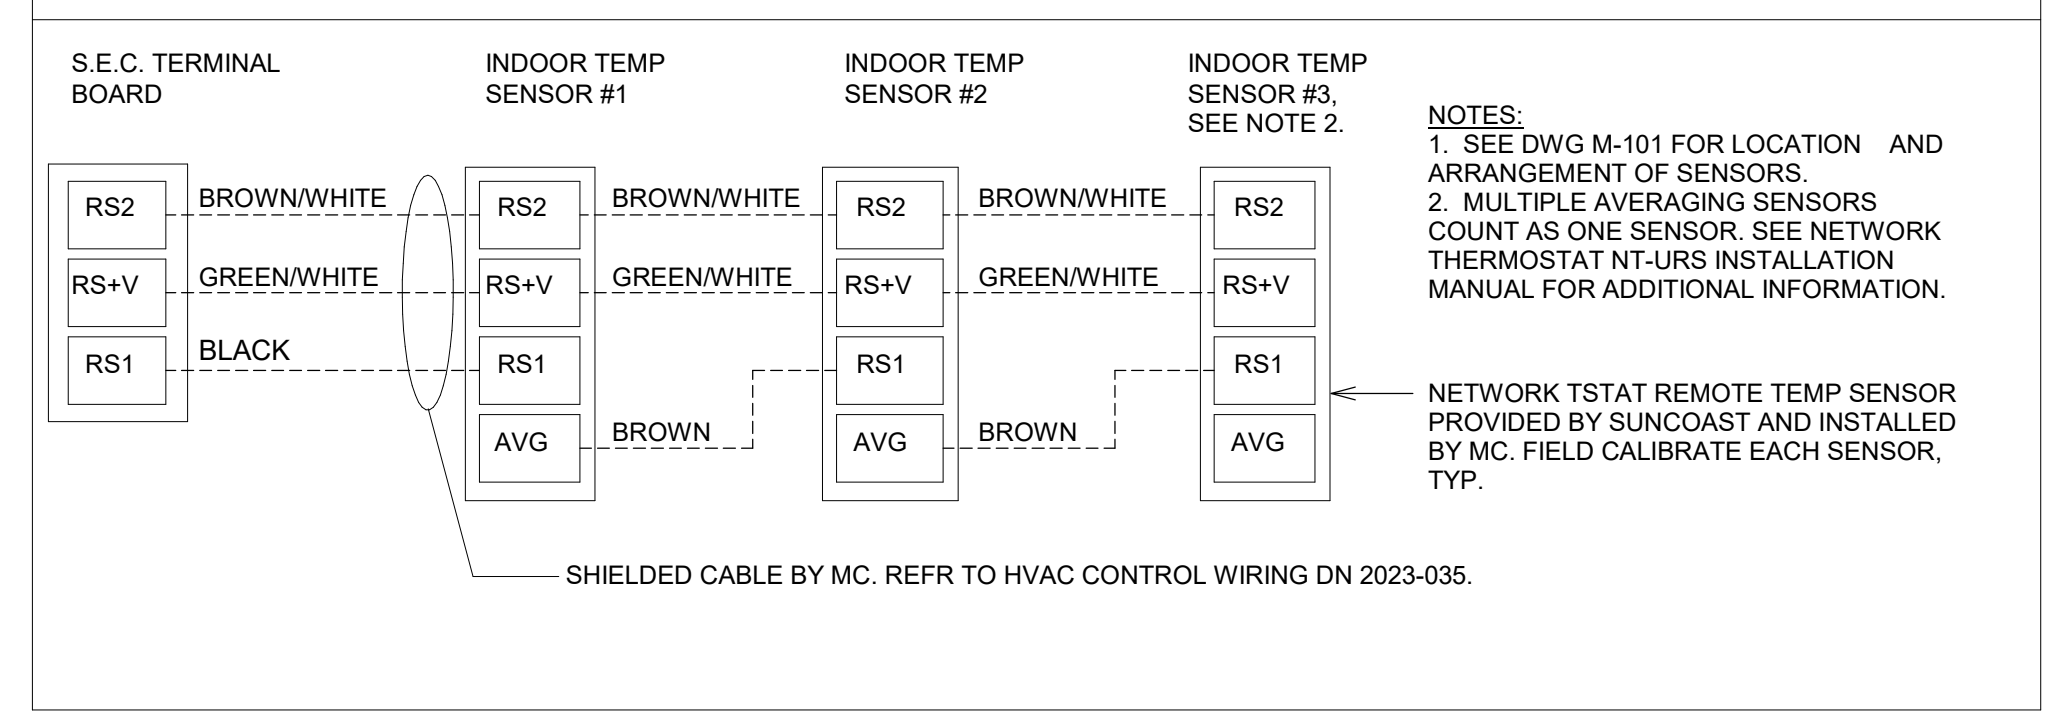 S.E.C. TERMINAL
BOARD
INDOOR TEMP
SENSOR #1
INDOOR TEMP
SENSOR #2
INDOOR TEMP
SENSOR #3,
SEE NOTE 2.
RS2
BROWN/WHITE
RS2
BROWN/WHITE
RS2
BROWN/WHITE
RS2
RS+V
GREEN/WHITE
RS+V
GREEN/WHITE
RS+V
GREEN/WHITE
RS+V
RS1
BLACK
RS1
RS1
RS1
AVG
BROWN
AVG
BROWN
AVG
NOTES:
1. SEE DWG M-101 FOR LOCATION AND
ARRANGEMENT OF SENSORS.
2. MULTIPLE AVERAGING SENSORS
COUNT AS ONE SENSOR. SEE NETWORK
THERMOSTAT NT-URS INSTALLATION
MANUAL FOR ADDITIONAL INFORMATION.
NETWORK TSTAT REMOTE TEMP SENSOR
PROVIDED BY SUNCOAST AND INSTALLED
BY MC. FIELD CALIBRATE EACH SENSOR,
TYP.
SHIELDED CABLE BY MC. REFR TO HVAC CONTROL WIRING DN 2023-035.